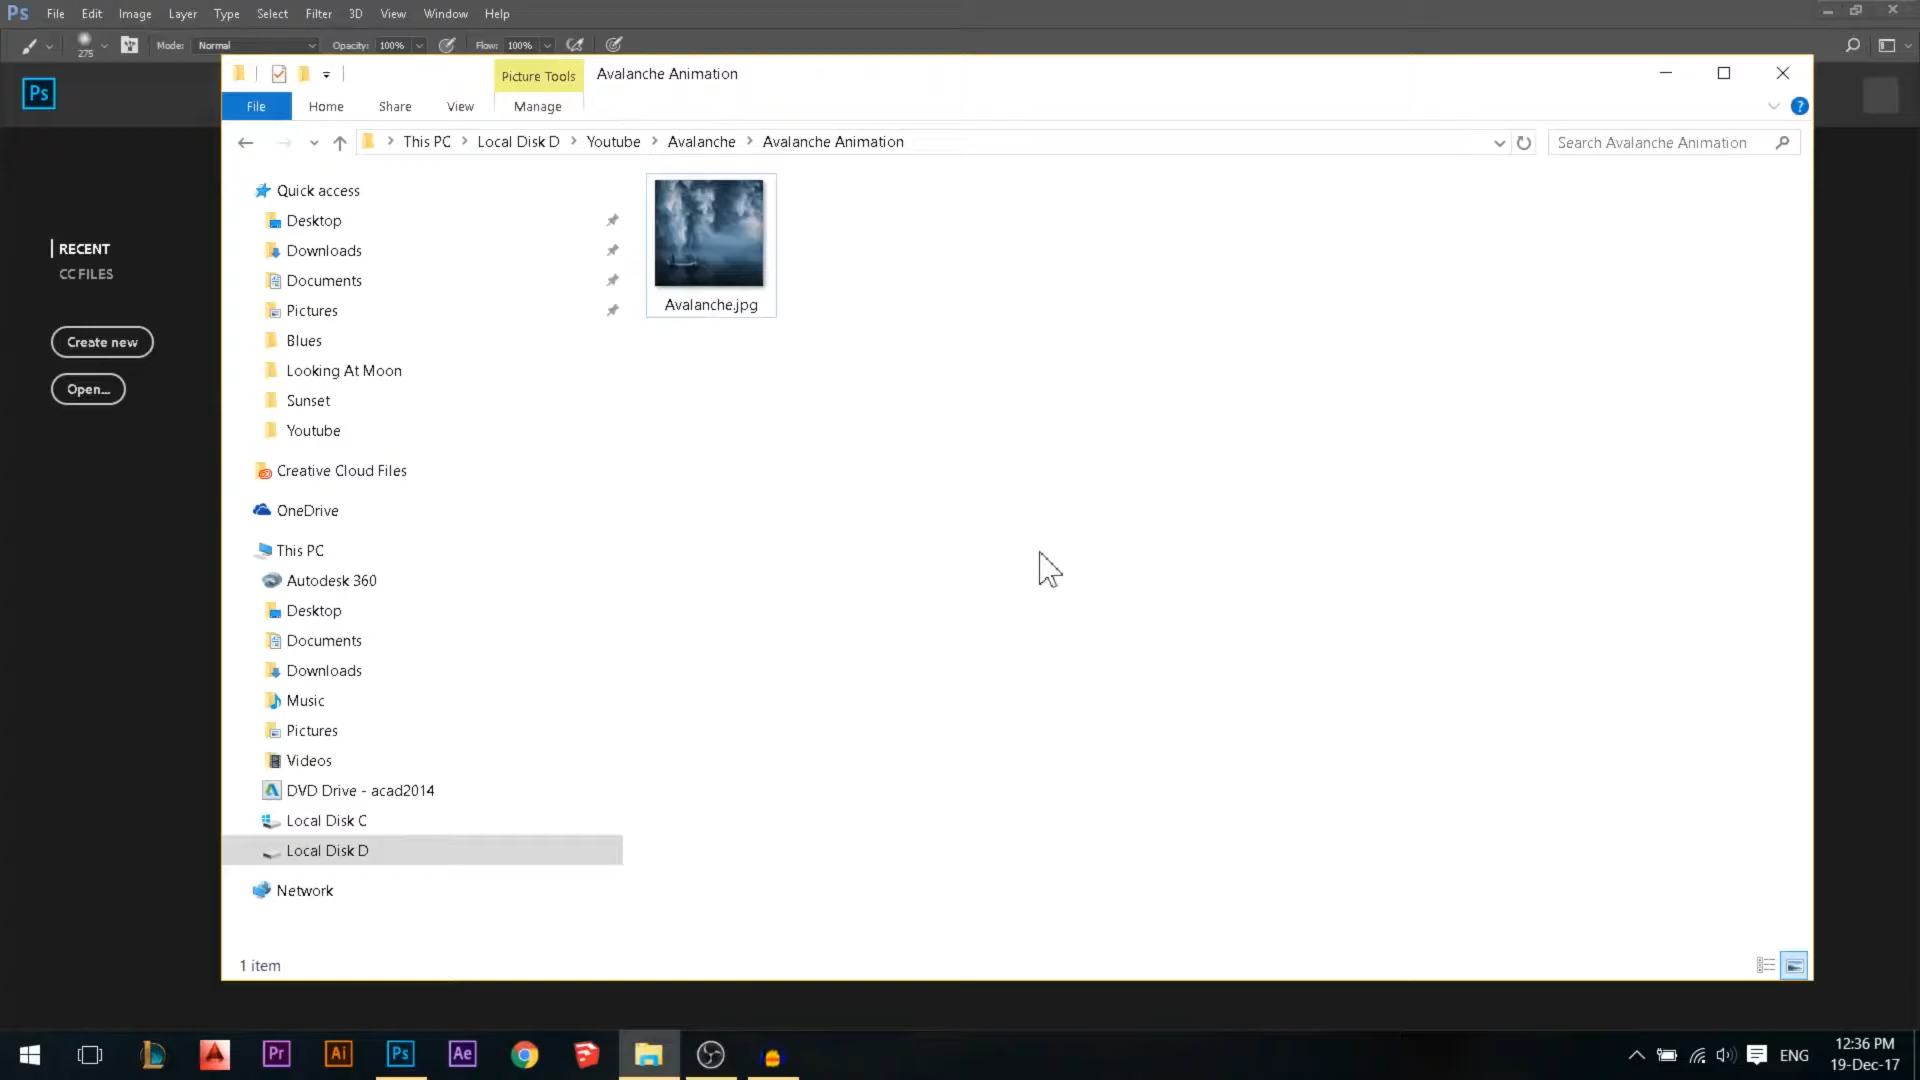 Ps File Edit Image Layer Type Select Filter 3D View Window Help
275 Mode: Normal Opacity: 100% Flow: 100%
Ps
Picture Tools Avalanche Animation
File Home Share View Manage
This PC Local Disk D Youtube Avalanche Avalanche Animation
Search Avalanche Animation
RECENT
CC FILES
Create new
Open...
Quick access
Desktop
Downloads
Documents
Pictures
Blues
Looking At Moon
Sunset
Youtube
Creative Cloud Files
OneDrive
This PC
Autodesk 360
Desktop
Documents
Downloads
Music
Pictures
Videos
DVD Drive - acad2014
Local Disk C
Local Disk D
Network
Avalanche.jpg
1 item
Pr Ai Ps Ae
ENG
12:36 PM
19-Dec-17